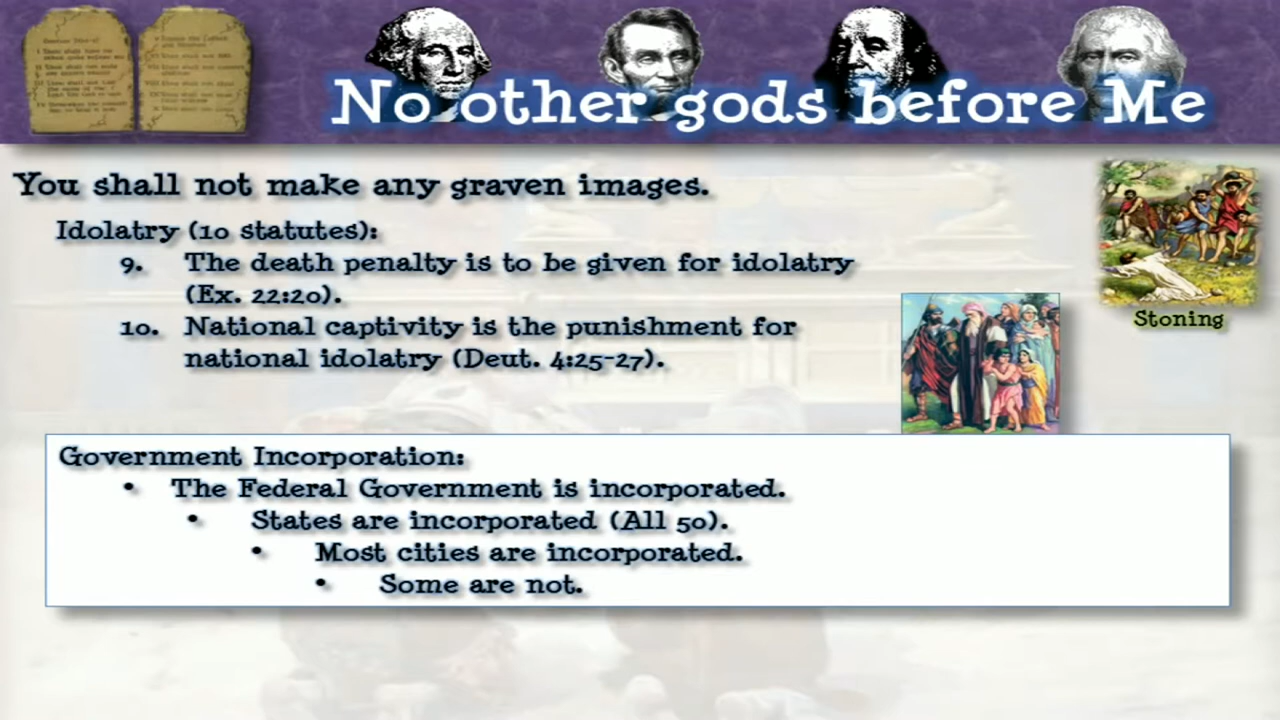 No other gods before Me
You shall not make any graven images.
Idolatry (10 statutes):
9. The death penalty is to be given for idolatry
(Ex. 22:20).
10. National captivity is the punishment for
national idolatry (Deut. 4:25-27).
Stoning
Government Incorporation:
• The Federal Government is incorporated.
• States are incorporated (All 50).
• Most cities are incorporated.
• Some are not.